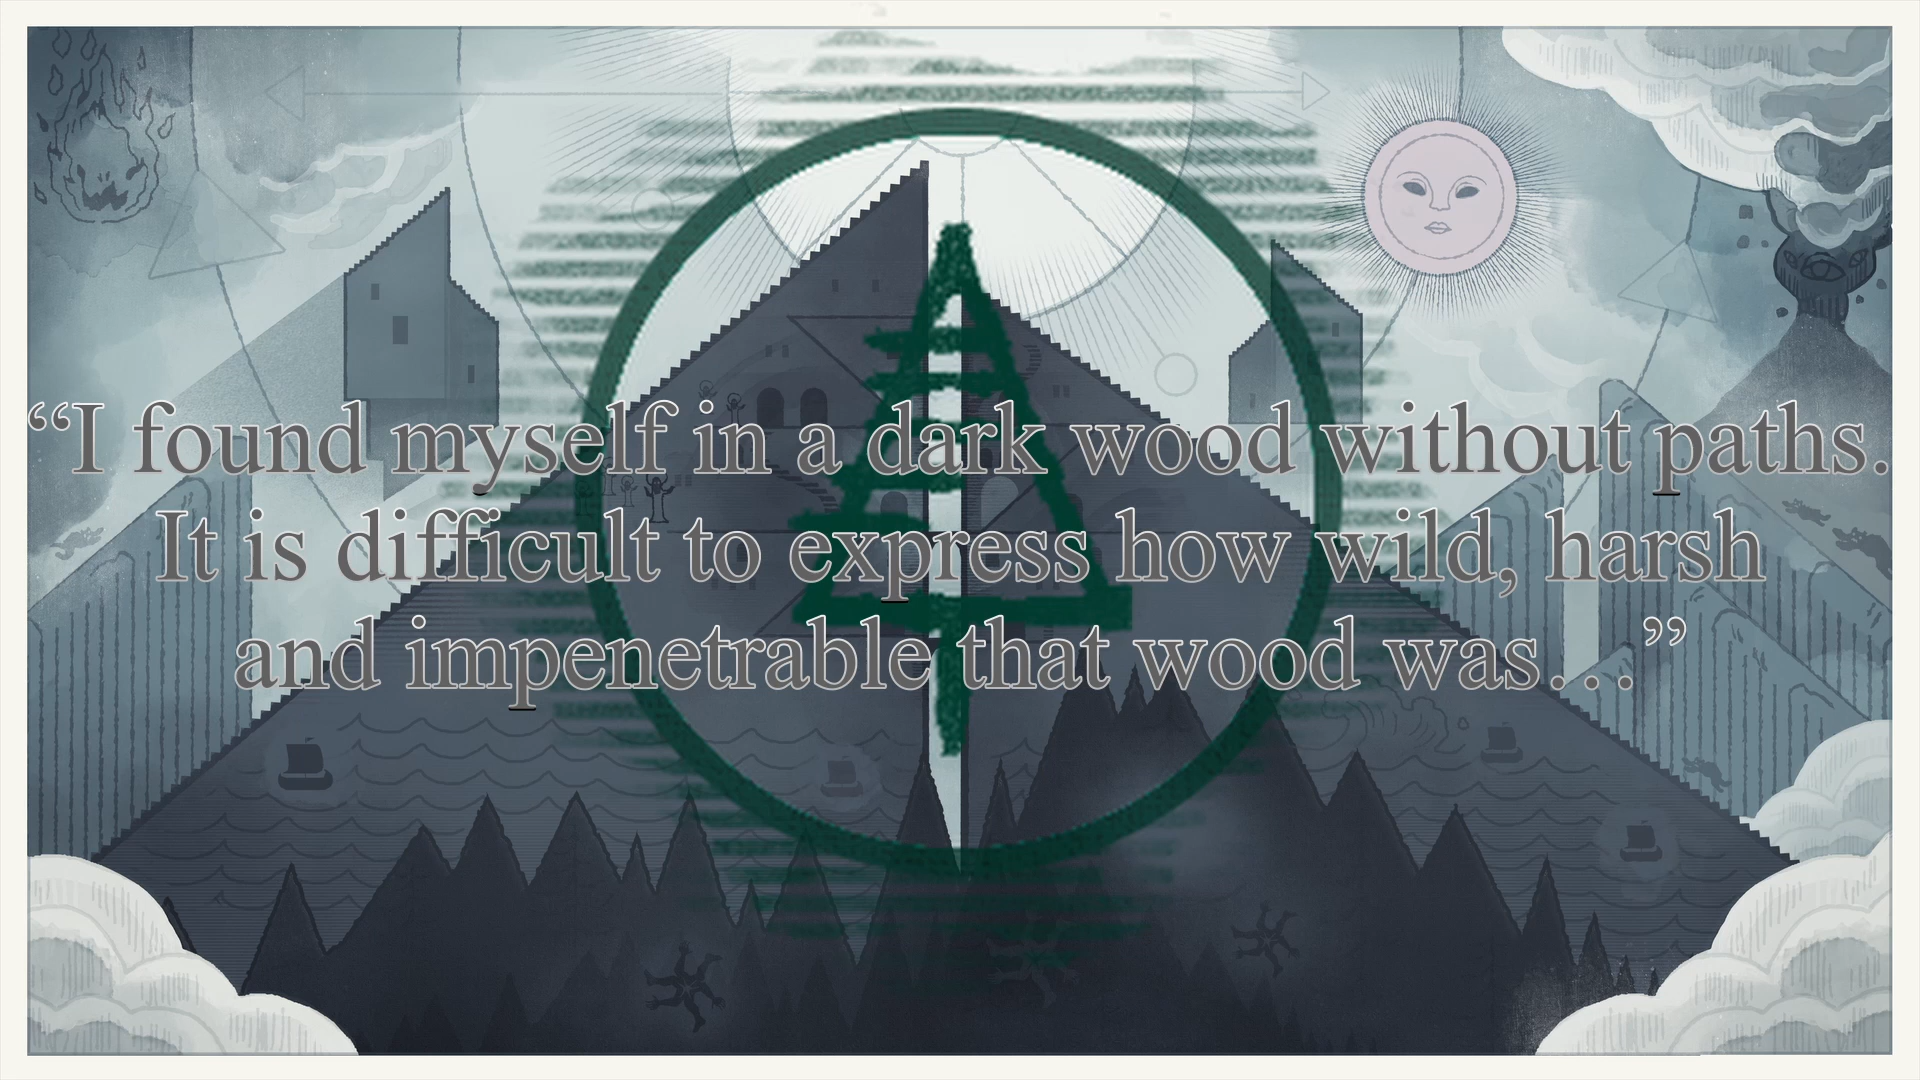 “I found myself in a dark wood without paths.
It is difficult to express how wild, harsh
and impenetrable that wood was…”